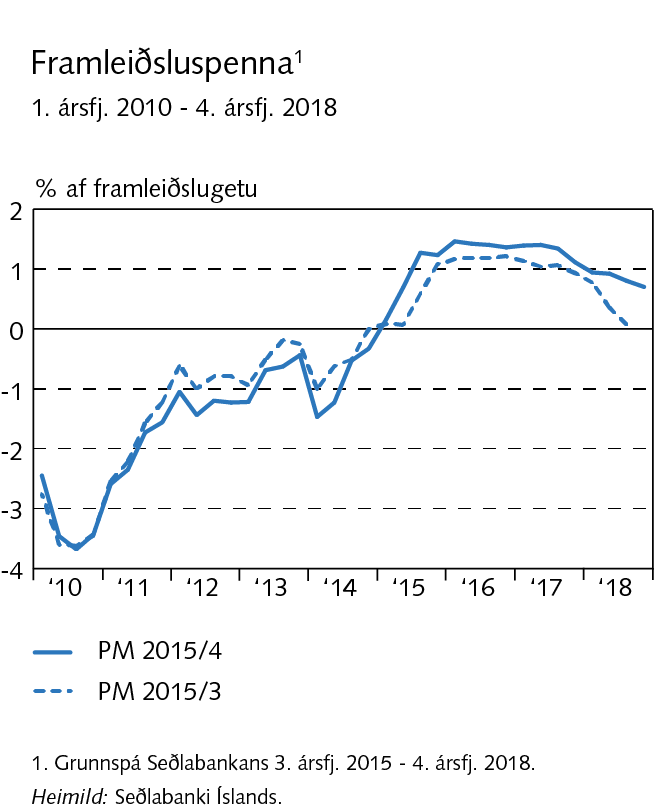 Framleiðsluspenna¹
1. ársfj. 2010 - 4. ársfj. 2018
% af framleiðslugetu
2
1
0
-1
-2
-3
-4
‘10 ‘11 ‘12 ‘13 ‘14 ‘15 ‘16 ‘17 ‘18
PM 2015/4
PM 2015/3
1. Grunnspá Seðlabankans 3. ársfj. 2015 - 4. ársfj. 2018.
Heimild: Seðlabanki Íslands.